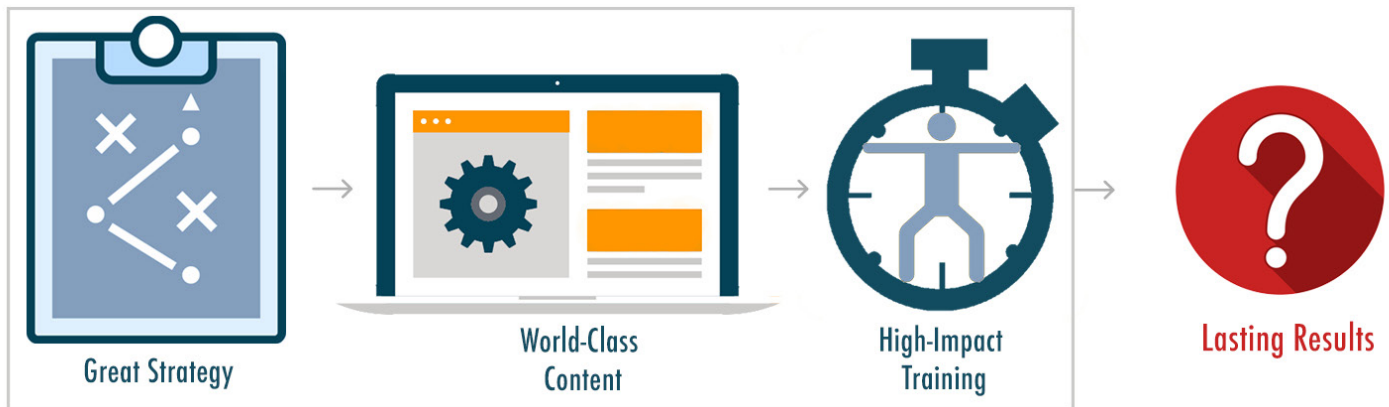 Great Strategy
World-Class
Content
High-Impact
Training
Lasting Results